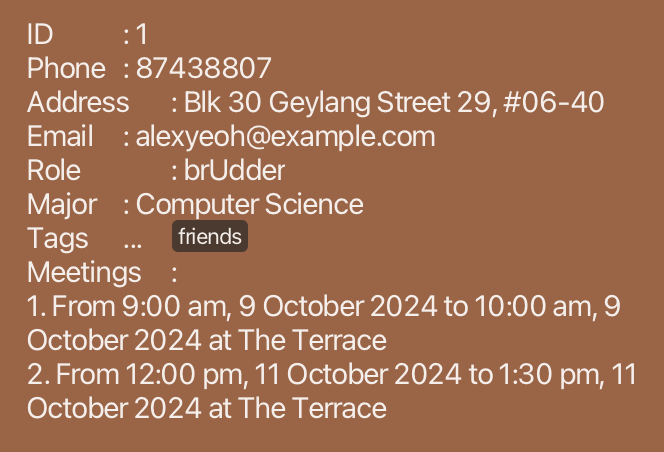 ID : 1
Phone : 87438807
Address : Blk 30 Geylang Street 29, #06-40
Email : alexyeoh@example.com
Role : brUdder
Major : Computer Science
Tags ... friends
Meetings :
1. From 9:00 am, 9 October 2024 to 10:00 am, 9
October 2024 at The Terrace
2. From 12:00 pm, 11 October 2024 to 1:30 pm, 11
October 2024 at The Terrace